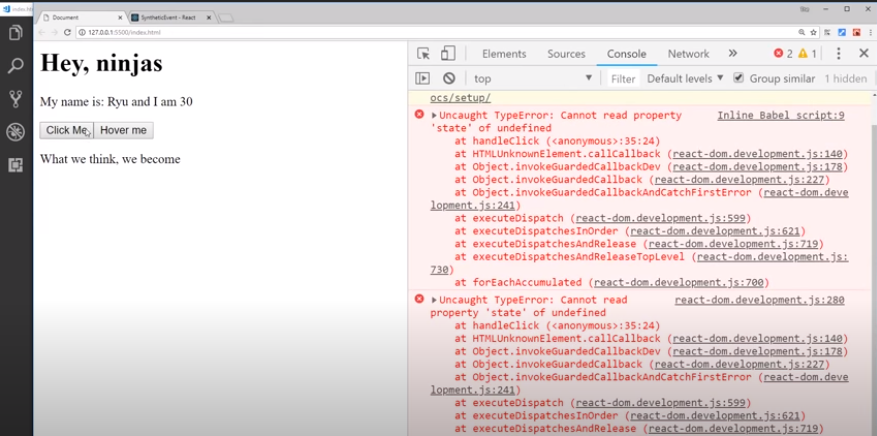 index.ht
Document
SyntheticEvent - React
127.0.0.1:5500/index.html
Hey, ninjas
My name is: Ryu and I am 30
Click Me
Hover me
What we think, we become
Elements Sources Console Network » 2 1
top Filter Default levels ▼ Group similar 1 hidden
ocs/setup/
Uncaught TypeError: Cannot read property Inline Babel script:9
'state' of undefined
at handleClick (<anonymous>:35:24)
at HTMLUnknownElement.callCallback (react-dom.development.js:140)
at Object.invokeGuardedCallbackDev (react-dom.development.js:178)
at Object.invokeGuardedCallback (react-dom.development.js:227)
at Object.invokeGuardedCallbackAndCatchFirstError (react-dom.deve
lopment.js:241)
at executeDispatch (react-dom.development.js:599)
at executeDispatchesInOrder (react-dom.development.js:621)
at executeDispatchesAndRelease (react-dom.development.js:719)
at executeDispatchesAndReleaseTopLevel (react-dom.development.js:
730)
at forEachAccumulated (react-dom.development.js:700)
Uncaught TypeError: Cannot read react-dom.development.js:280
property 'state' of undefined
at handleClick (<anonymous>:35:24)
at HTMLUnknownElement.callCallback (react-dom.development.js:140)
at Object.invokeGuardedCallbackDev (react-dom.development.js:178)
at Object.invokeGuardedCallback (react-dom.development.js:227)
at Object.invokeGuardedCallbackAndCatchFirstError (react-dom.deve
lopment.js:241)
at executeDispatch (react-dom.development.js:599)
at executeDispatchesInOrder (react-dom.development.js:621)
at executeDispatchesAndRelease (react-dom.development.js:719)